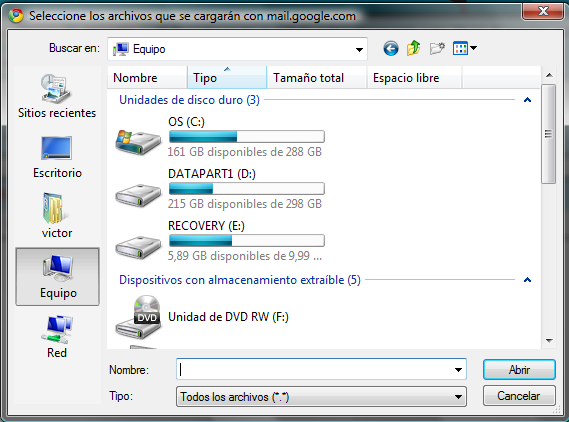 Seleccione los archivos que se cargarán con mail.google.com
Buscar en:
Equipo
Nombre Tipo Tamaño total Espacio libre
Sitios recientes
Escritorio
victor
Equipo
Red
Unidades de disco duro (3)
OS (C:)
161 GB disponibles de 288 GB
DATAPART1 (D:)
215 GB disponibles de 298 GB
RECOVERY (E:)
5,89 GB disponibles de 9,99 ...
Dispositivos con almacenamiento extraíble (5)
DVD
Unidad de DVD RW (F:)
Nombre:
Abrir
Tipo:
Todos los archivos (*.*)
Cancelar